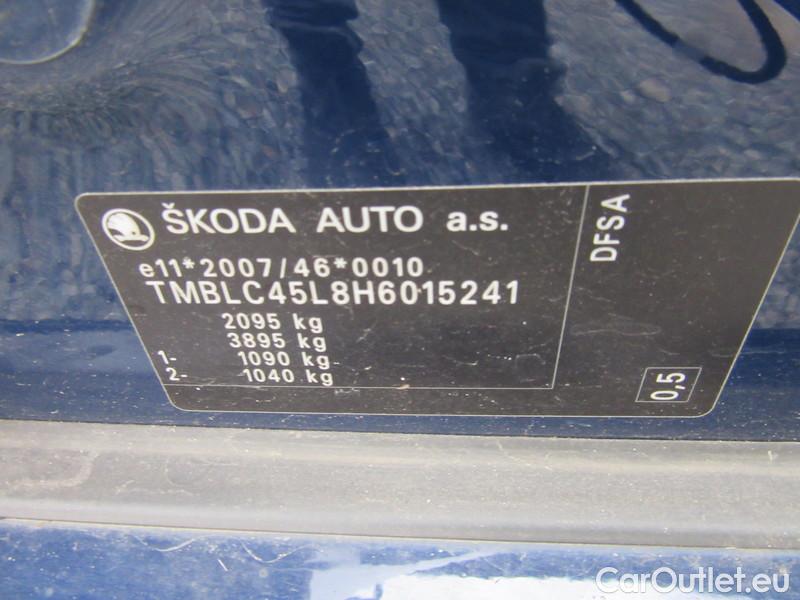 ŠKODA AUTO a.s.
e11*2007/46*0010
TMBLC45L8H6015241
2095 kg
3895 kg
1- 1090 kg
2- 1040 kg
DFSA
0,5
CarOutlet.eu